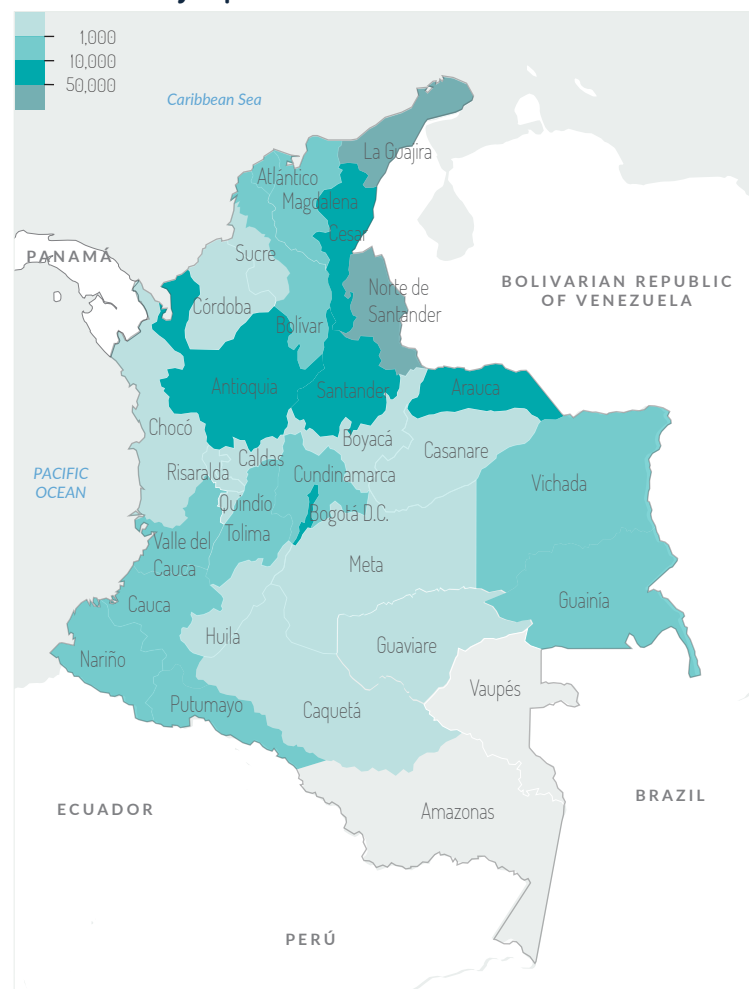 1,000
10,000
50,000
Caribbean Sea
La Guajira
Atlántico
Magdalena
Cesar
PANAMÁ
Sucre
BOLIVARIAN REPUBLIC
OF VENEZUELA
Norte de
Santander
D
Córdoba
Bolívar
Antioquia
Santander
Arauca
Chocó
Boyacá
Casanare
Caldas
Risaralda
Cundinamarca
PACIFIC
OCEAN
Vichada
Quindío
Bogotá D.C.
Tolima
Valle del
Cauca
Meta
Cauca
Guainía
Huila
Guaviare
Nariño
Vaupés
Putumayo
Caquetá
ECUADOR
BRAZIL
Amazonas
PERÚ